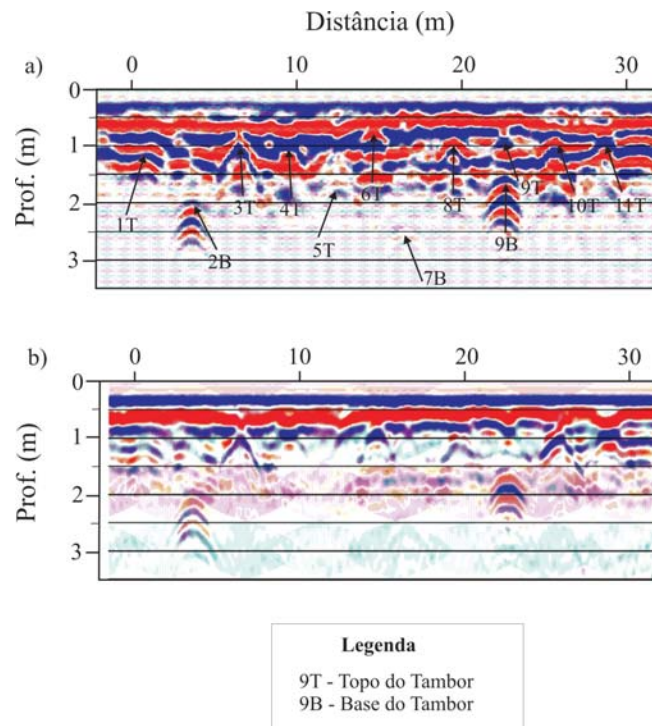 Distância (m)
a) 0 10 20 30
0
1
2
3
Prof. (m)
1T 2B 3T 4T 5T 6T 7B 8T 9T 9B 10T 11T
b) 0 10 20 30
0
1
2
3
Prof. (m)
Legenda
9T - Topo do Tambor
9B - Base do Tambor